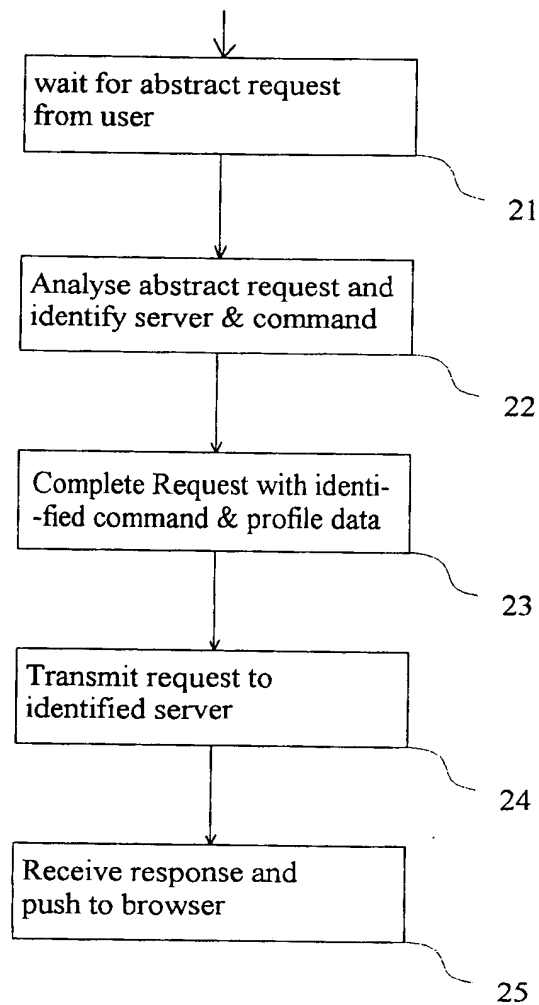 wait for abstract request
from user
21
Analyse abstract request and
identify server & command
22
Complete Request with identi-
-fied command & profile data
23
Transmit request to
identified server
24
Receive response and
push to browser
25